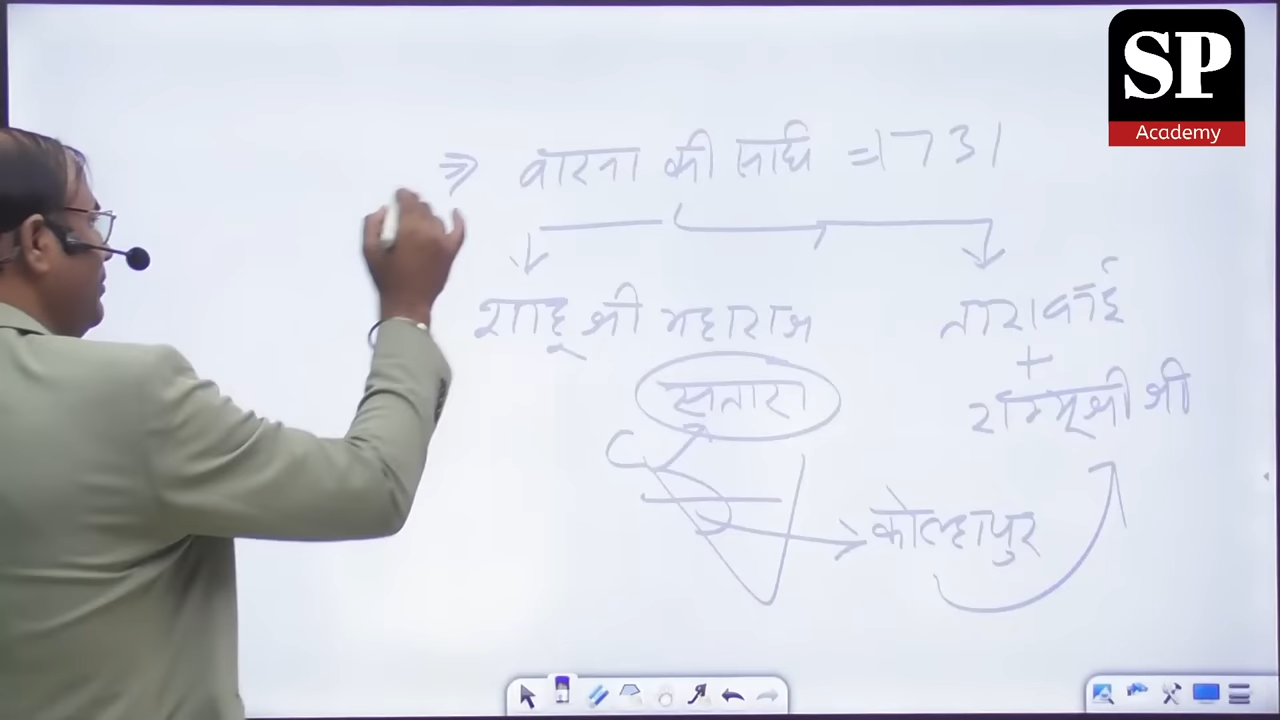 SP
Academy
⇒ वारना की संधि = 1731
शाहू जी महाराज
ताराबाई
+
सतारा
शम्भूजी जी
कोल्हापुर